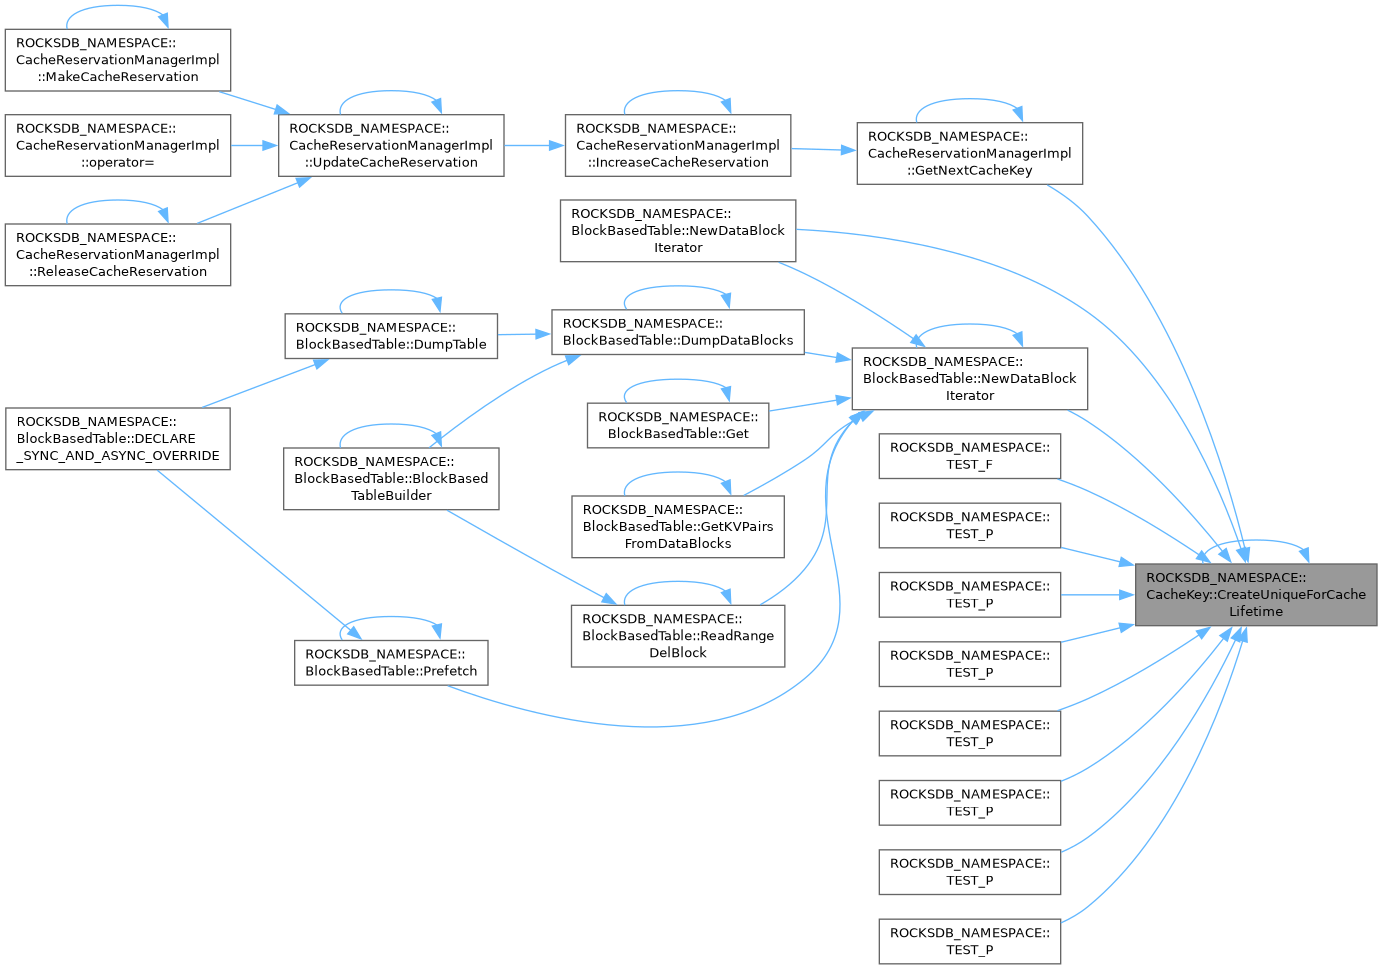 ROCKSDB_NAMESPACE::
CacheReservationManagerImpl
::MakeCacheReservation
ROCKSDB_NAMESPACE::
CacheReservationManagerImpl
::operator=
ROCKSDB_NAMESPACE::
CacheReservationManagerImpl
::ReleaseCacheReservation
ROCKSDB_NAMESPACE::
CacheReservationManagerImpl
::UpdateCacheReservation
ROCKSDB_NAMESPACE::
CacheReservationManagerImpl
::IncreaseCacheReservation
ROCKSDB_NAMESPACE::
CacheReservationManagerImpl
::GetNextCacheKey
ROCKSDB_NAMESPACE::
BlockBasedTable::NewDataBlock
Iterator
ROCKSDB_NAMESPACE::
BlockBasedTable::DumpTable
ROCKSDB_NAMESPACE::
BlockBasedTable::DumpDataBlocks
ROCKSDB_NAMESPACE::
BlockBasedTable::NewDataBlock
Iterator
ROCKSDB_NAMESPACE::
BlockBasedTable::DECLARE
_SYNC_AND_ASYNC_OVERRIDE
ROCKSDB_NAMESPACE::
BlockBasedTable::Get
ROCKSDB_NAMESPACE::
BlockBasedTable::BlockBased
TableBuilder
ROCKSDB_NAMESPACE::
BlockBasedTable::GetKVPairs
FromDataBlocks
ROCKSDB_NAMESPACE::
BlockBasedTable::ReadRange
DelBlock
ROCKSDB_NAMESPACE::
BlockBasedTable::Prefetch
ROCKSDB_NAMESPACE::
TEST_F
ROCKSDB_NAMESPACE::
TEST_P
ROCKSDB_NAMESPACE::
TEST_P
ROCKSDB_NAMESPACE::
TEST_P
ROCKSDB_NAMESPACE::
TEST_P
ROCKSDB_NAMESPACE::
TEST_P
ROCKSDB_NAMESPACE::
TEST_P
ROCKSDB_NAMESPACE::
TEST_P
ROCKSDB_NAMESPACE::
CacheKey::CreateUniqueForCache
Lifetime